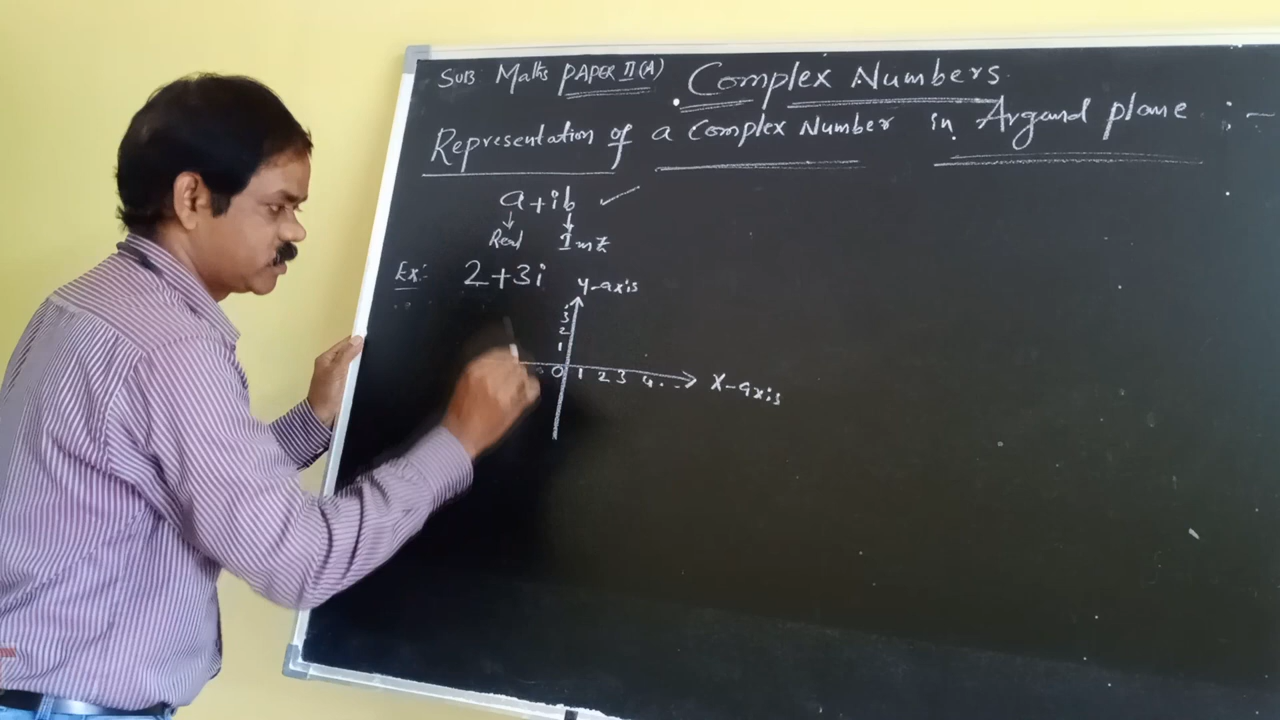 SUB: Maths PAPER II(A) Complex Numbers
Representation of a Complex Number in Argand plane :-
a+ib
Real
Ex:- 2+3i
y-axis
3
2
1
0 1 2 3 4...
X-axis